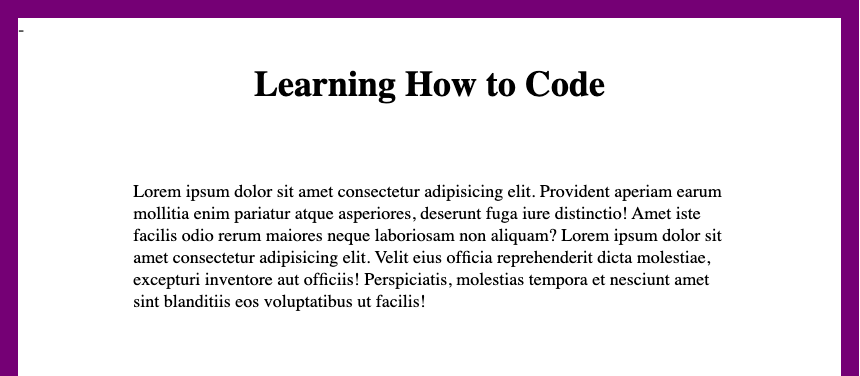 -
Learning How to Code
Lorem ipsum dolor sit amet consectetur adipisicing elit. Provident aperiam earum
mollitia enim pariatur atque asperiores, deserunt fuga iure distinctio! Amet iste
facilis odio rerum maiores neque laboriosam non aliquam? Lorem ipsum dolor sit
amet consectetur adipisicing elit. Velit eius officia reprehenderit dicta molestiae,
excepturi inventore aut officiis! Perspiciatis, molestias tempora et nesciunt amet
sint blanditiis eos voluptatibus ut facilis!